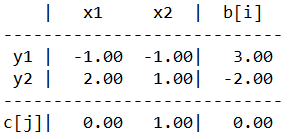 |   x1     x2  |  b[i]
---------------------------
y1 |  -1.00  -1.00|   3.00
y2 |   2.00   1.00|  -2.00
---------------------------
c[j]|   0.00   1.00|   0.00